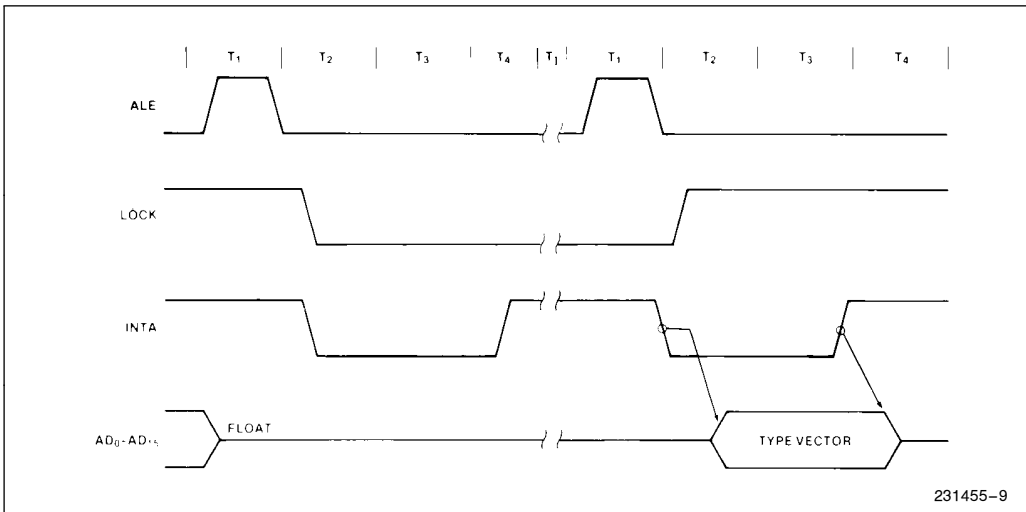 T₁ T₂ T₃ T₄ T₁ T₁ T₂ T₃ T₄
ALE
LOCK
INTA
AD₀-AD₁₅ FLOAT TYPE VECTOR
231455-9